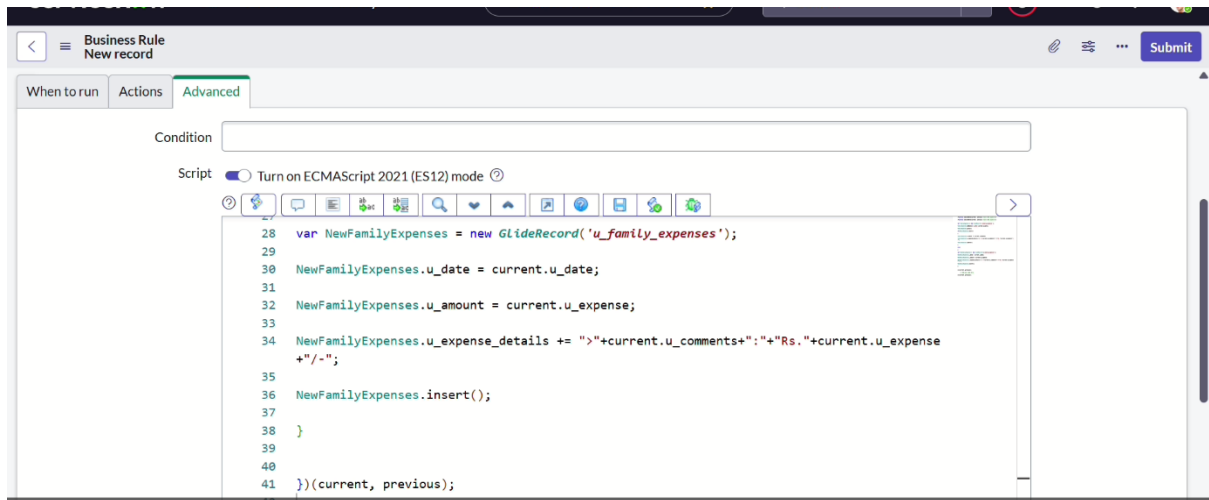 Business Rule
New record
Submit
When to run
Actions
Advanced
Condition
Script
Turn on ECMAScript 2021 (ES12) mode
28 var NewFamilyExpenses = new GLideRecord('u_family_expenses');
29
30 NewFamilyExpenses.u_date = current.u_date;
31
32 NewFamilyExpenses.u_amount = current.u_expense;
33
34 NewFamilyExpenses.u_expense_details += ">"+current.u_comments+":"+"Rs."+current.u_expense
+"/-";
35
36 NewFamilyExpenses.insert();
37
38 }
39
40
41 })(current, previous);